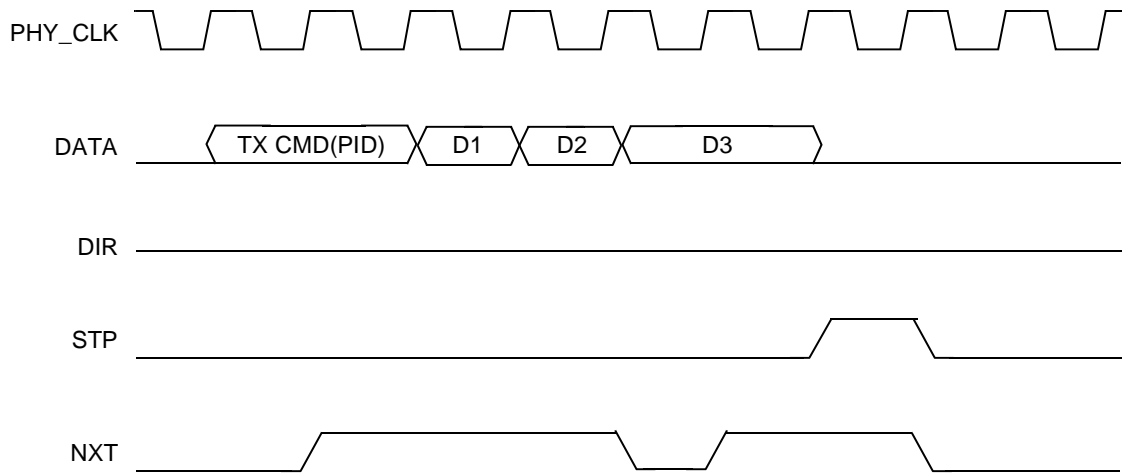 PHY_CLK
DATA
TX CMD(PID)
D1
D2
D3
DIR
STP
NXT